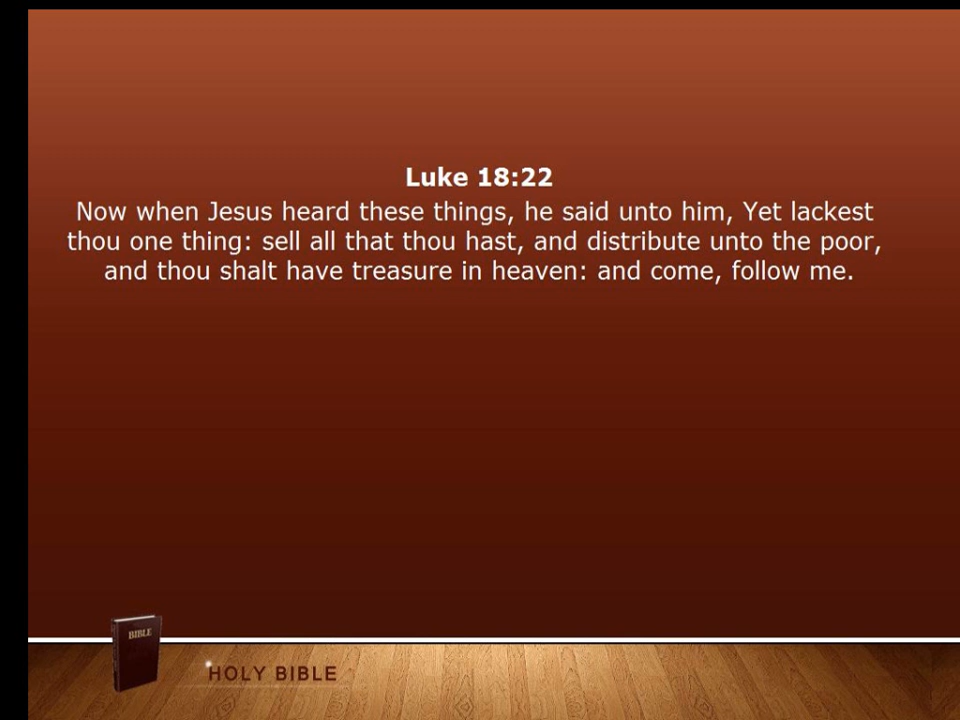 Luke 18:22
Now when Jesus heard these things, he said unto him, Yet lackest
thou one thing: sell all that thou hast, and distribute unto the poor,
and thou shalt have treasure in heaven: and come, follow me.
BIBLE
HOLY BIBLE